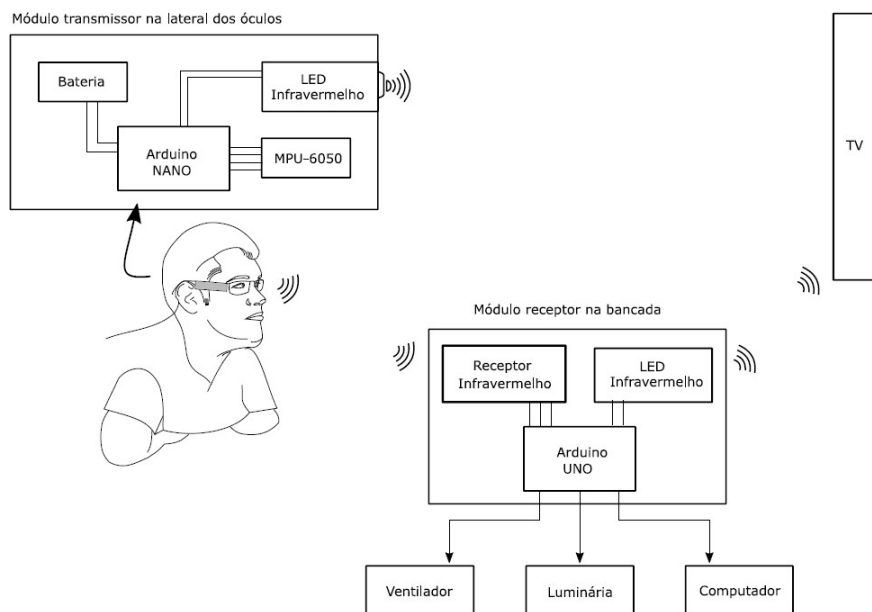 Módulo transmissor na lateral dos óculos
Bateria
LED
Infravermelho
Arduino
NANO
MPU-6050
TV
Módulo receptor na bancada
Receptor
Infravermelho
LED
Infravermelho
Arduino
UNO
Ventilador
Luminária
Computador